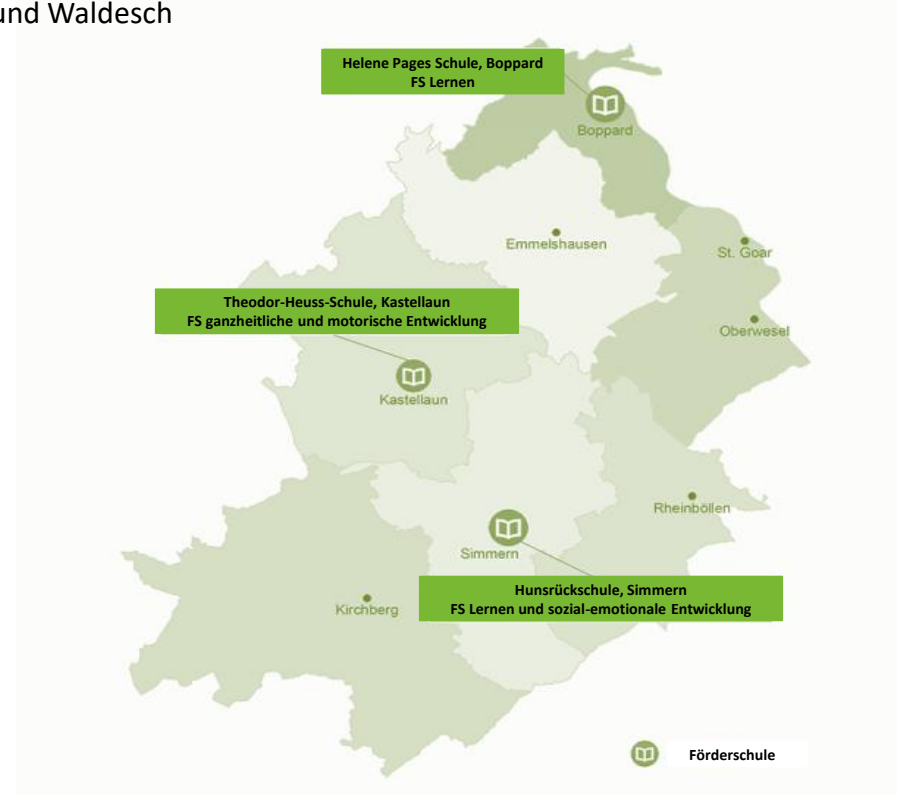 und Waldesch
Helene Pages Schule, Boppard
FS Lernen
Boppard
Emmelshausen
St. Goar
Theodor-Heuss-Schule, Kastellaun
FS ganzheitliche und motorische Entwicklung
Oberwesel
Kastellaun
Rheinböllen
Simmern
Hunsrückschule, Simmern
FS Lernen und sozial-emotionale Entwicklung
Kirchberg
Förderschule